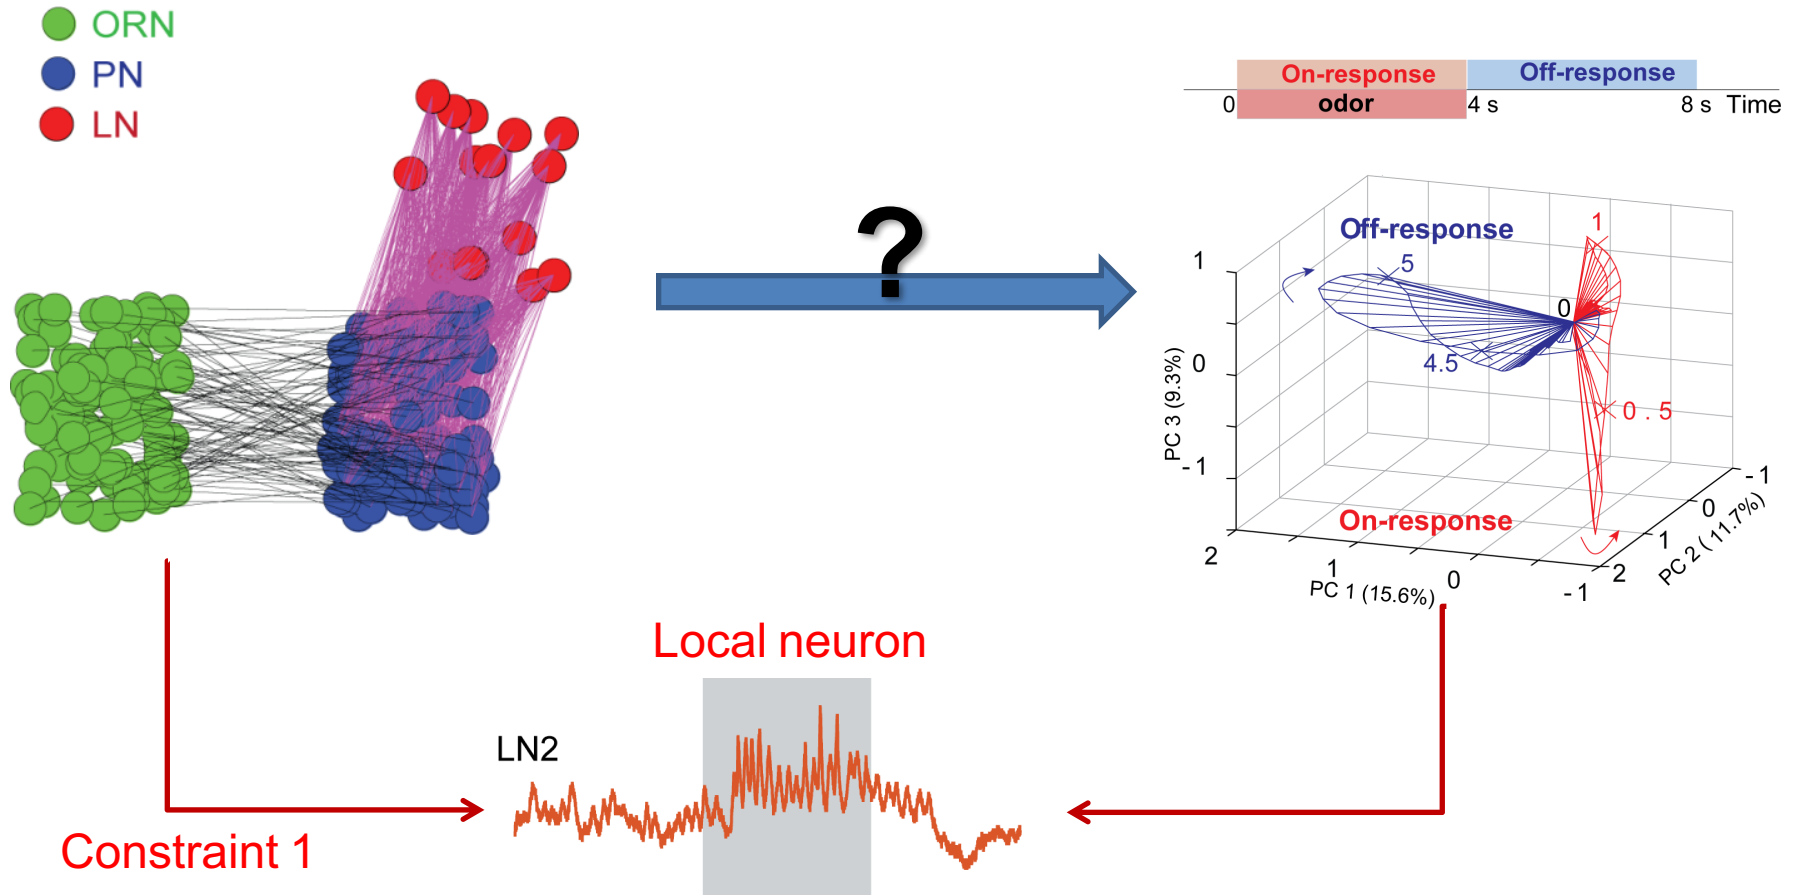 ORN
PN
LN
On-response
Off-response
odor
0
4 s
8 s
Time
?
Off-response
5
4.5
0
1
0 . 5
On-response
1
0
-1
PC 3 (9.3%)
2
1
0
-1
PC 1 (15.6%)
2
1
0
-1
PC 2 ( 11.7%)
Local neuron
LN2
Constraint 1